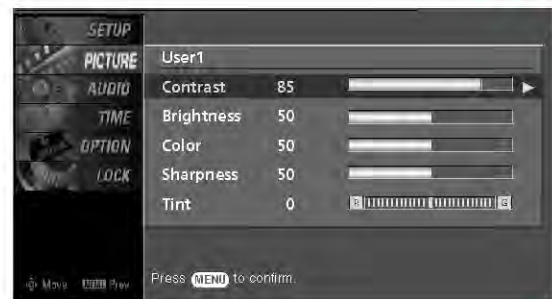 SETUP
PICTURE
AUDIO
TIME
OPTION
LOCK
User1
Contrast 85
Brightness 50
Color 50
Sharpness 50
Tint 0 R G
Move MENU Prev
Press MENU to confirm.